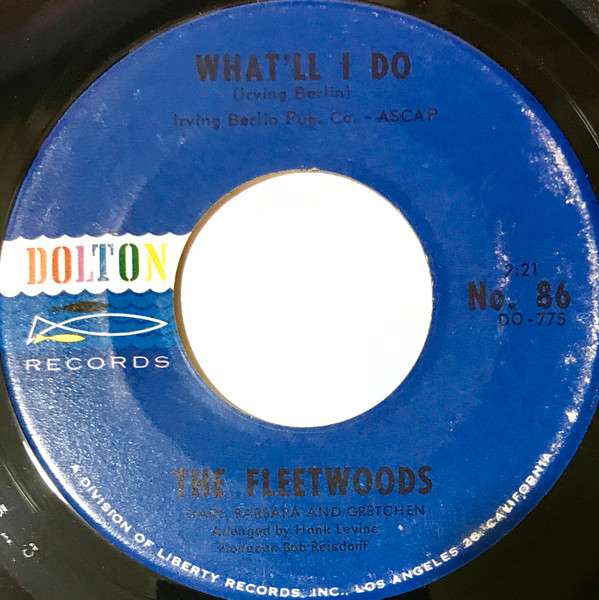 WHAT'LL I DO
(Irving Berlin)
Irving Berlin Pub. Co. - ASCAP
DOLTON
RECORDS
2:21
No. 86
DO-775
THE FLEETWOODS
GARY, BARBARA AND GRETCHEN
Arranged by Hank Levine
Producer: Bob Reisdorff
A DIVISION OF LIBERTY RECORDS, INC., LOS ANGELES 28, CALIFORNIA